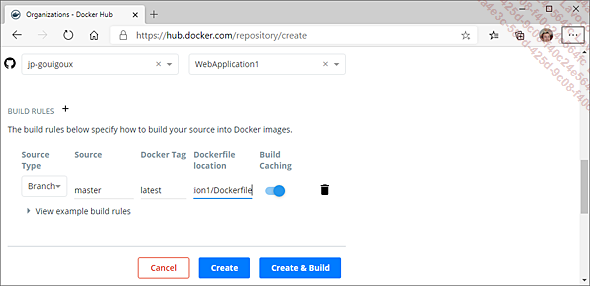 Organizations - Docker Hub
https://hub.docker.com/repository/create
jp-gouigoux
WebApplication1
BUILD RULES +
The build rules below specify how to build your source into Docker images.
Source Type
Source
Docker Tag
Dockerfile location
Build Caching
Branch
master
latest
ion1/Dockerfile
View example build rules
Cancel
Create
Create & Build